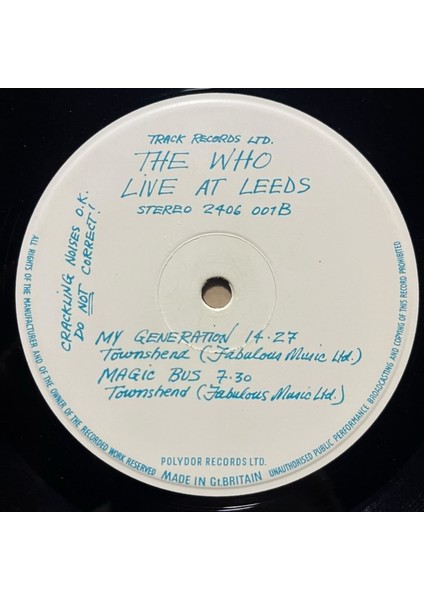 TRACK RECORDS LTD.
THE WHO
LIVE AT LEEDS
STEREO 2406 001B
CRACKLING NOISES O.K.
DO NOT CORRECT!
MY GENERATION 14.27
Townshend (Fabulous Music Ltd.)
MAGIC BUS 7.30
Townshend (Fabulous Music Ltd.)
POLYDOR RECORDS LTD.
ALL RIGHTS OF THE MANUFACTURER AND OF THE OWNER OF THE RECORDED WORK RESERVED
MADE IN Gt.BRITAIN
UNAUTHORISED PUBLIC PERFORMANCE BROADCASTING AND COPYING OF THIS RECORD PROHIBITED